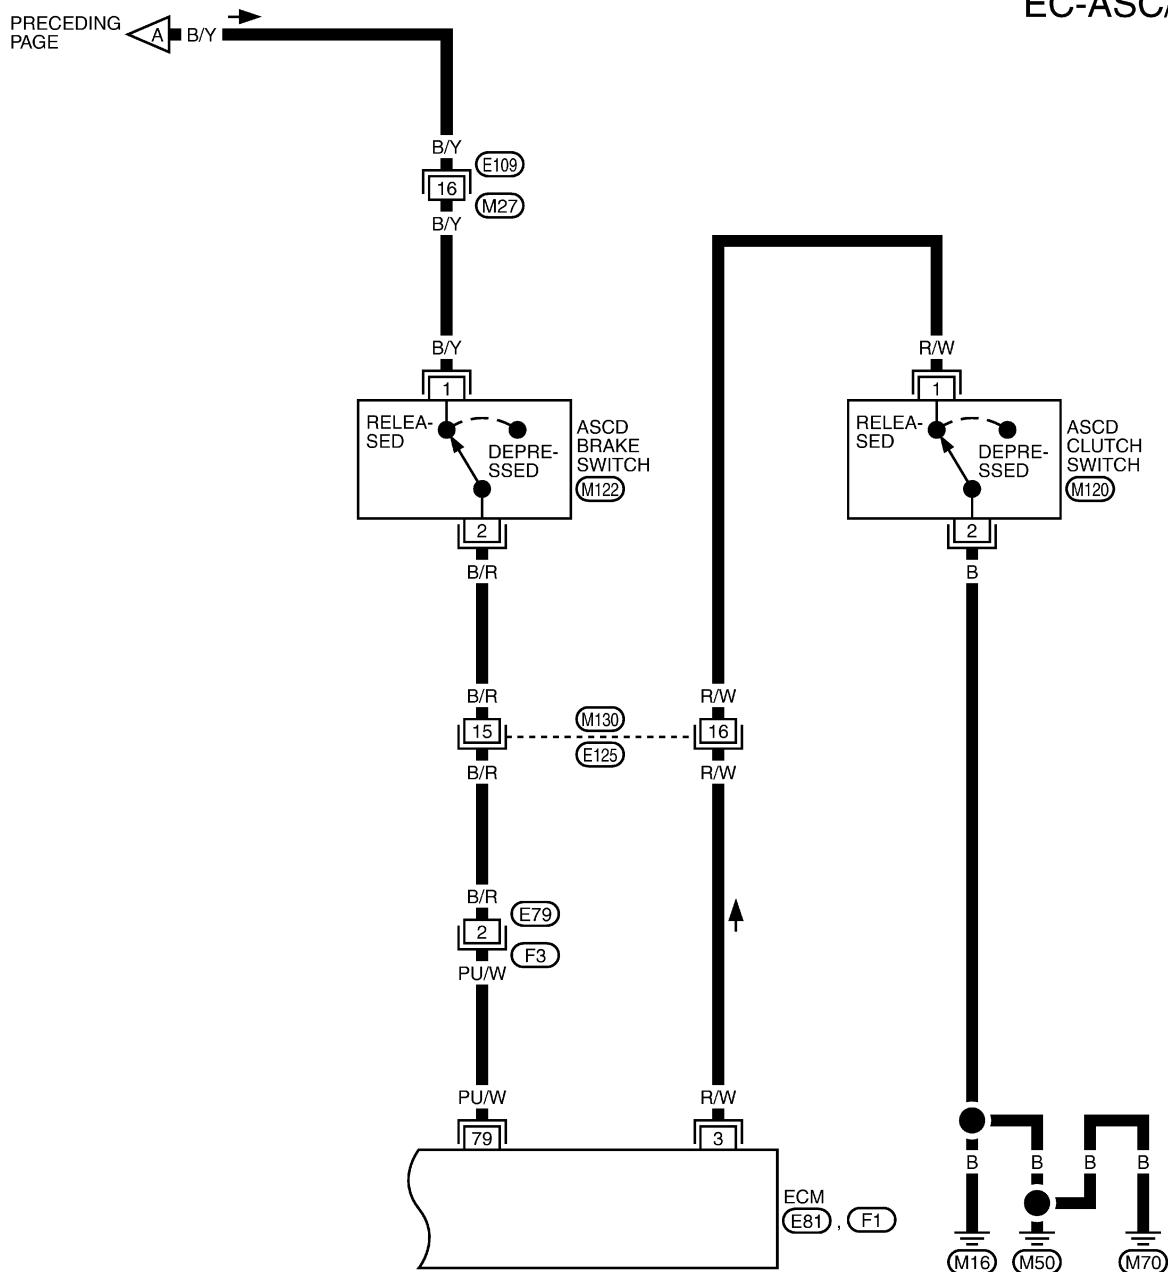 EC-ASC/
PRECEDING
PAGE
A
B/Y
B/Y
E109
16
M27
B/Y
B/Y
R/W
1
1
RELEA-
SED
DEPRE-
SSED
ASCD
BRAKE
SWITCH
M122
RELEA-
SED
DEPRE-
SSED
ASCD
CLUTCH
SWITCH
M120
2
2
B/R
B
B/R
R/W
15
M130
E125
16
B/R
R/W
B/R
E79
2
F3
PU/W
PU/W
R/W
79
3
ECM
E81 , F1
B
B
B
B
M16
M50
M70